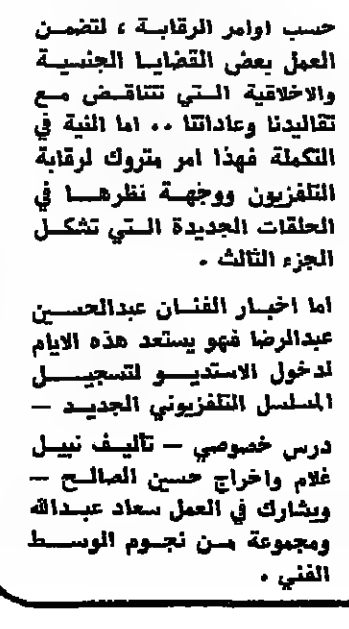 حسب اوامر الرقابة ، لتضمن
العمل بعض القضايا الجنسية
والاخلاقية التي تتناقض مع
تقاليدنا وعاداتنا .. اما النية في
التكملة فهذا امر متروك لرقابة
التلفزيون ووجهة نظرها في
الحلقات الجديدة التي تشكل
الجزء الثالث .
اما اخبار الفنان عبدالحسين
عبدالرضا فهو يستعد هذه الايام
لدخول الاستديو لتسجيل
المسلسل التلفزيوني الجديد —
درس خصوصي — تأليف نبيل
غلام واخراج حسين الصالح —
ويشارك في العمل سعاد عبدالله
ومجموعة من نجوم الوسط
الفني .